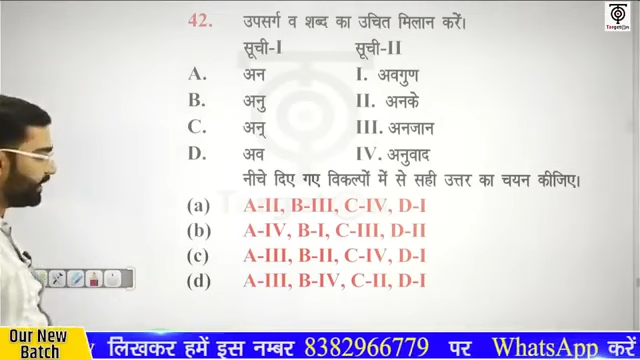 Target@n
42. उपसर्ग व शब्द का उचित मिलान करें।
सूची-I सूची-II
A. अन I. अवगुण
B. अनु II. अनके
C. अन् III. अनजान
D. अव IV. अनुवाद
नीचे दिए गए विकल्पों में से सही उत्तर का चयन कीजिए।
(a) A-II, B-III, C-IV, D-I
(b) A-IV, B-I, C-III, D-II
(c) A-III, B-II, C-IV, D-I
(d) A-III, B-IV, C-II, D-I
Our New
Batch
लिखकर हमें इस नम्बर 8382966779 पर WhatsApp करें